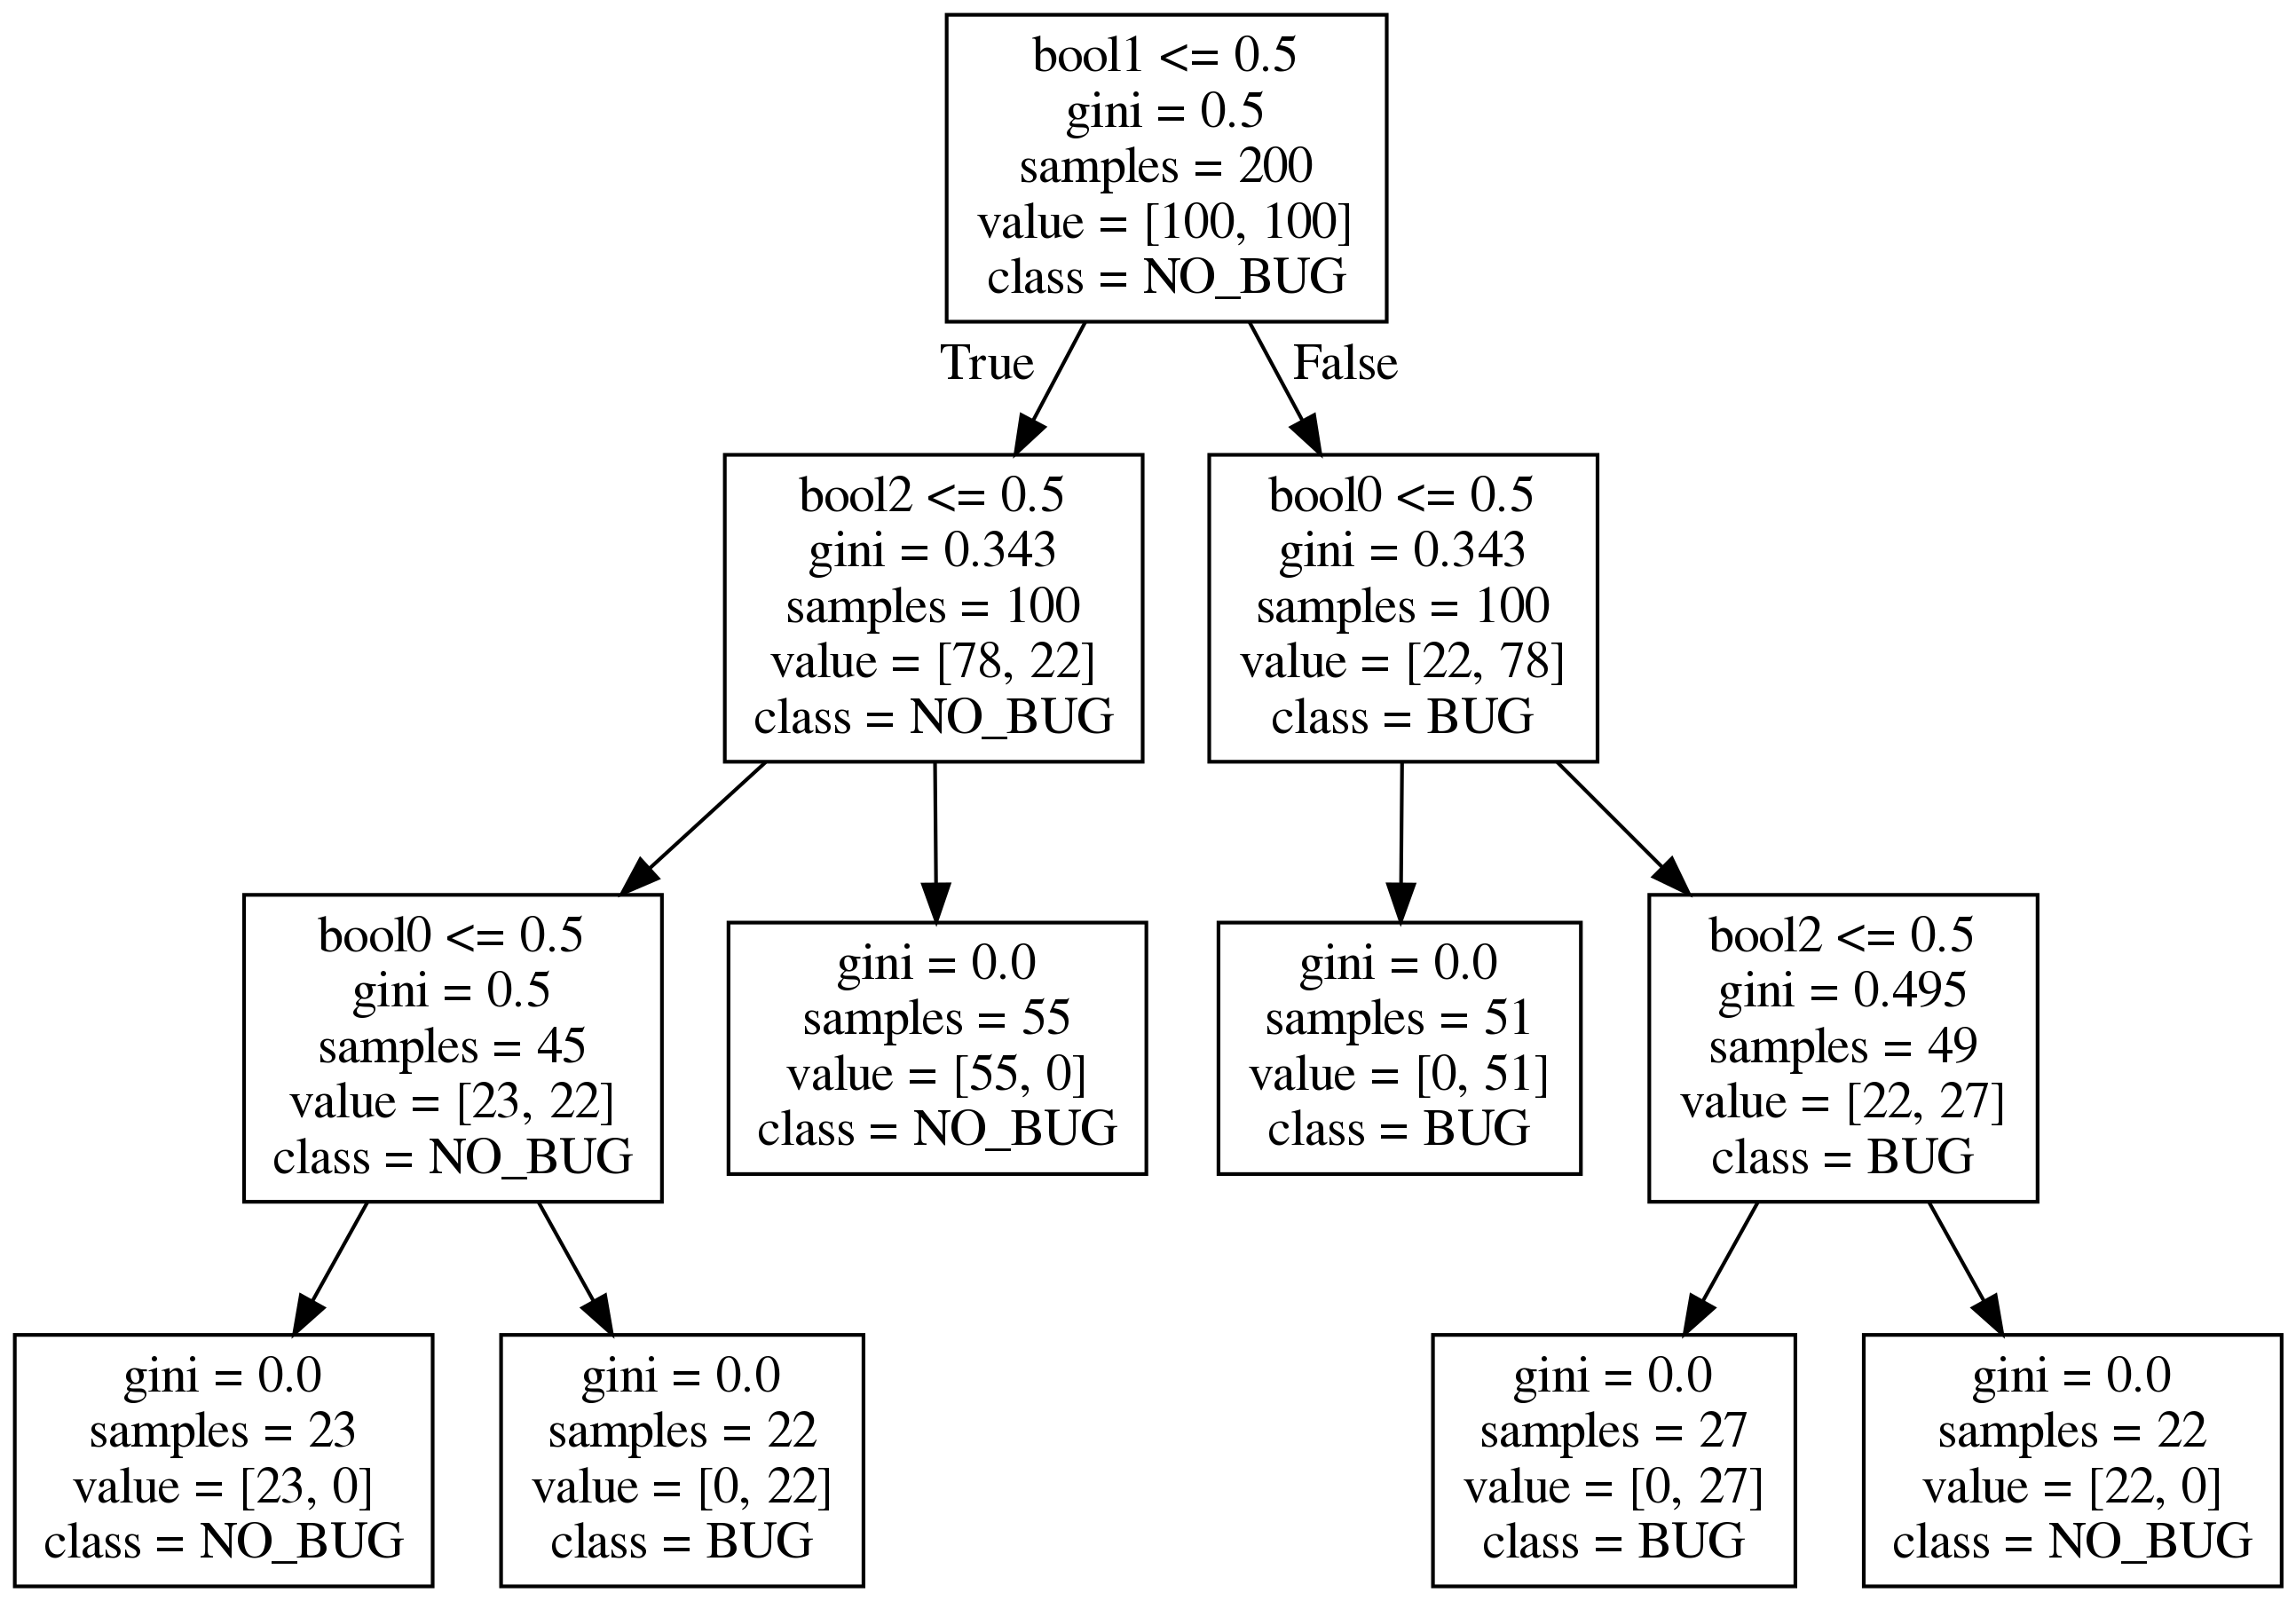 bool1 <= 0.5
gini = 0.5
samples = 200
value = [100, 100]
class = NO_BUG
True
False
bool2 <= 0.5
gini = 0.343
samples = 100
value = [78, 22]
class = NO_BUG
bool0 <= 0.5
gini = 0.343
samples = 100
value = [22, 78]
class = BUG
bool0 <= 0.5
gini = 0.5
samples = 45
value = [23, 22]
class = NO_BUG
gini = 0.0
samples = 55
value = [55, 0]
class = NO_BUG
gini = 0.0
samples = 51
value = [0, 51]
class = BUG
bool2 <= 0.5
gini = 0.495
samples = 49
value = [22, 27]
class = BUG
gini = 0.0
samples = 23
value = [23, 0]
class = NO_BUG
gini = 0.0
samples = 22
value = [0, 22]
class = BUG
gini = 0.0
samples = 27
value = [0, 27]
class = BUG
gini = 0.0
samples = 22
value = [22, 0]
class = NO_BUG